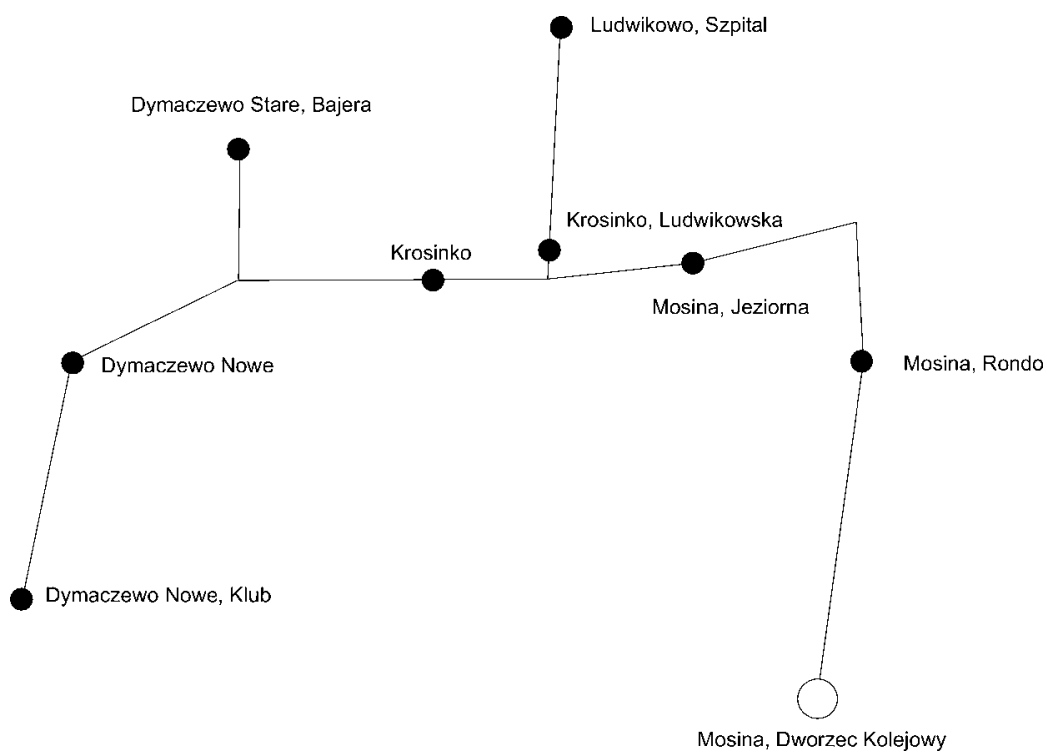 Ludwikowo, Szpital
Dymaczewo Stare, Bajera
Krosinko, Ludwikowska
Krosinko
Mosina, Jeziorna
Dymaczewo Nowe
Mosina, Rondo
Dymaczewo Nowe, Klub
Mosina, Dworzec Kolejowy